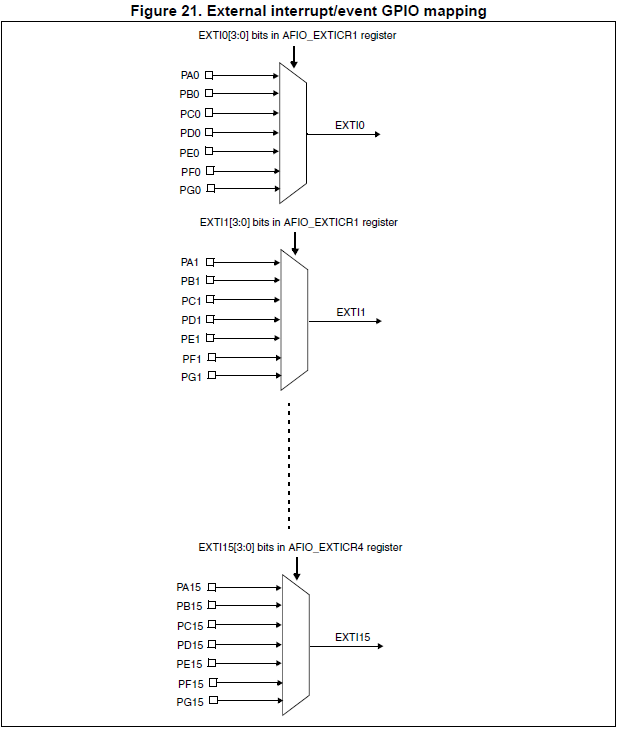 Figure 21. External interrupt/event GPIO mapping
EXTI0[3:0] bits in AFIO_EXTICR1 register
PA0
PB0
PC0
PD0
PE0
PF0
PG0
EXTI0
EXTI1[3:0] bits in AFIO_EXTICR1 register
PA1
PB1
PC1
PD1
PE1
PF1
PG1
EXTI1
EXTI15[3:0] bits in AFIO_EXTICR4 register
PA15
PB15
PC15
PD15
PE15
PF15
PG15
EXTI15